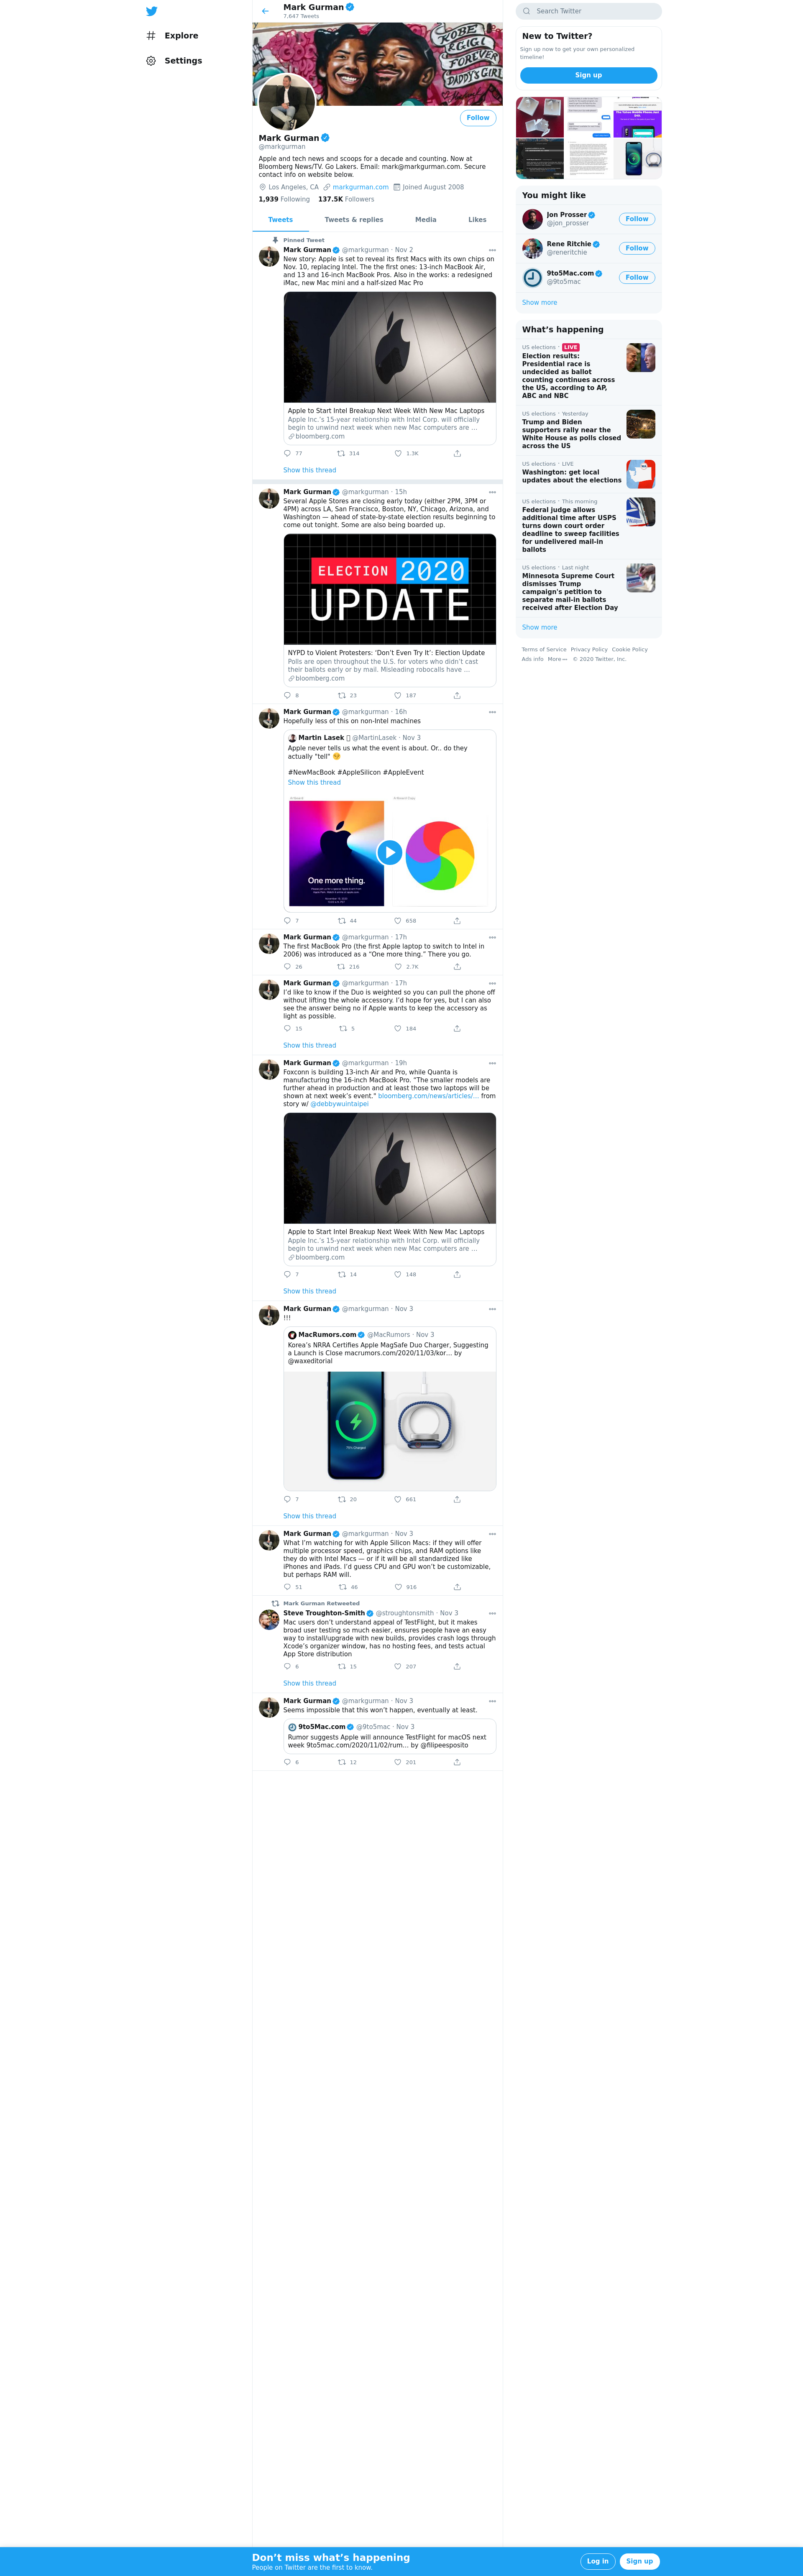 Explore
Settings
Mark Gurman
7,647 Tweets
KOBE
& GIGI
FOREVER
DADDY'S GIRL
Follow
Mark Gurman
@markgurman
Apple and tech news and scoops for a decade and counting. Now at
Bloomberg News/TV. Go Lakers. Email: mark@markgurman.com. Secure
contact info on website below.
Los Angeles, CA markgurman.com Joined August 2008
1,939 Following 137.5K Followers
Tweets Tweets & replies Media Likes
Pinned Tweet
Mark Gurman @markgurman · Nov 2
New story: Apple is set to reveal its first Macs with its own chips on
Nov. 10, replacing Intel. The the first ones: 13-inch MacBook Air,
and 13 and 16-inch MacBook Pros. Also in the works: a redesigned
iMac, new Mac mini and a half-sized Mac Pro
Apple to Start Intel Breakup Next Week With New Mac Laptops
Apple Inc.'s 15-year relationship with Intel Corp. will officially
begin to unwind next week when new Mac computers are ...
bloomberg.com
77 314 1.3K
Show this thread
Mark Gurman @markgurman · 15h
Several Apple Stores are closing early today (either 2PM, 3PM or
4PM) across LA, San Francisco, Boston, NY, Chicago, Arizona, and
Washington — ahead of state-by-state election results beginning to
come out tonight. Some are also being boarded up.
ELECTION 2020
UPDATE
NYPD to Violent Protesters: ‘Don’t Even Try It’: Election Update
Polls are open throughout the U.S. for voters who didn’t cast
their ballots early or by mail. Misleading robocalls have ...
bloomberg.com
8 23 187
Mark Gurman @markgurman · 16h
Hopefully less of this on non-Intel machines
Martin Lasek @MartinLasek · Nov 3
Apple never tells us what the event is about. Or.. do they
actually “tell” 🧐
#NewMacBook #AppleSilicon #AppleEvent
Show this thread
One more thing.
7 44 658
Mark Gurman @markgurman · 17h
The first MacBook Pro (the first Apple laptop to switch to Intel in
2006) was introduced as a “One more thing.” There you go.
26 216 2.7K
Mark Gurman @markgurman · 17h
I’d like to know if the Duo is weighted so you can pull the phone off
without lifting the whole accessory. I’d hope for yes, but I can also
see the answer being no if Apple wants to keep the accessory as
light as possible.
15 5 184
Show this thread
Mark Gurman @markgurman · 19h
Foxconn is building 13-inch Air and Pro, while Quanta is
manufacturing the 16-inch MacBook Pro. “The smaller models are
further ahead in production and at least those two laptops will be
shown at next week’s event.” bloomberg.com/news/articles/... from
story w/ @debbywuintaipei
Apple to Start Intel Breakup Next Week With New Mac Laptops
Apple Inc.'s 15-year relationship with Intel Corp. will officially
begin to unwind next week when new Mac computers are ...
bloomberg.com
7 14 148
Show this thread
Mark Gurman @markgurman · Nov 3
!!!
MacRumors.com @MacRumors · Nov 3
Korea’s NRRA Certifies Apple MagSafe Duo Charger, Suggesting
a Launch is Close macrumors.com/2020/11/03/kor... by
@waxeditorial
7 20 661
Show this thread
Mark Gurman @markgurman · Nov 3
What I’m watching for with Apple Silicon Macs: if they will offer
multiple processor speed, graphics chips, and RAM options like
they do with Intel Macs — or if it will be all standardized like
iPhones and iPads. I’d guess CPU and GPU won’t be customizable,
but perhaps RAM will.
51 46 916
Mark Gurman Retweeted
Steve Troughton-Smith @stroughtonsmith · Nov 3
Mac users don’t understand appeal of TestFlight, but it makes
broad user testing so much easier, ensures people have an easy
way to install/upgrade with new builds, provides crash logs through
Xcode’s organizer window, has no hosting fees, and tests actual
App Store distribution
6 15 207
Show this thread
Mark Gurman @markgurman · Nov 3
Seems impossible that this won’t happen, eventually at least.
9to5Mac.com @9to5mac · Nov 3
Rumor suggests Apple will announce TestFlight for macOS next
week 9to5mac.com/2020/11/02/rum... by @filipeesposito
6 12 201
Search Twitter
New to Twitter?
Sign up now to get your own personalized
timeline!
Sign up
You might like
Jon Prosser
@jon_prosser
Follow
Rene Ritchie
@reneritchie
Follow
9to5Mac.com
@9to5mac
Follow
Show more
What’s happening
US elections · LIVE
Election results:
Presidential race is
undecided as ballot
counting continues across
the US, according to AP,
ABC and NBC
US elections · Yesterday
Trump and Biden
supporters rally near the
White House as polls closed
across the US
US elections · LIVE
Washington: get local
updates about the elections
US elections · This morning
Federal judge allows
additional time after USPS
turns down court order
deadline to sweep facilities
for undelivered mail-in
ballots
US elections · Last night
Minnesota Supreme Court
dismisses Trump
campaign's petition to
separate mail-in ballots
received after Election Day
Show more
Terms of Service Privacy Policy Cookie Policy
Ads info More © 2020 Twitter, Inc.
Don’t miss what’s happening
People on Twitter are the first to know.
Log in
Sign up